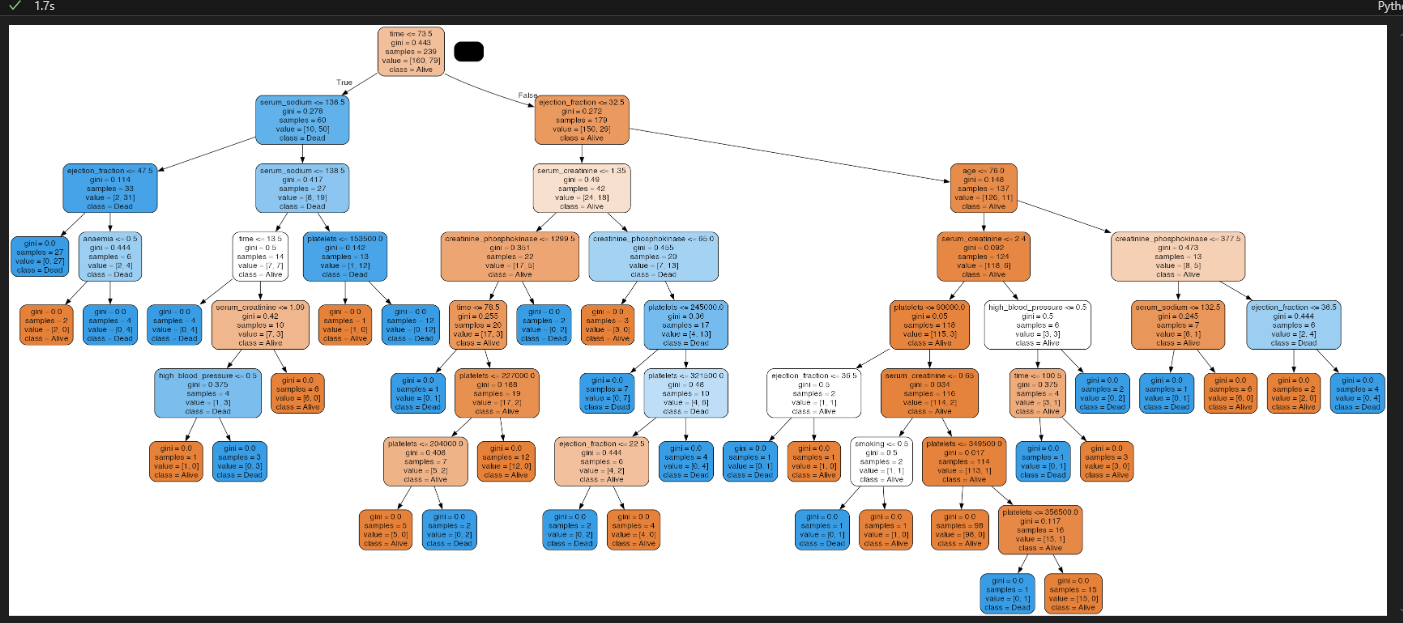 1.7s
Pytho
time <= 73.5
gini = 0.443
samples = 239
value = [160, 79]
class = Alive
True
False
serum_sodium <= 136.5
gini = 0.278
samples = 60
value = [10, 50]
class = Dead
ejection_fraction <= 32.5
gini = 0.272
samples = 179
value = [150, 29]
class = Alive
ejection_fraction <= 47.5
gini = 0.114
samples = 33
value = [2, 31]
class = Dead
serum_sodium <= 138.5
gini = 0.417
samples = 27
value = [8, 19]
class = Dead
serum_creatinine <= 1.35
gini = 0.49
samples = 42
value = [24, 18]
class = Alive
age <= 76.0
gini = 0.148
samples = 137
value = [126, 11]
class = Alive
gini = 0.0
samples = 27
value = [0, 27]
class = Dead
anaemia <= 0.5
gini = 0.444
samples = 6
value = [2, 4]
class = Dead
time <= 13.5
gini = 0.5
samples = 14
value = [7, 7]
class = Alive
platelets <= 153500.0
gini = 0.142
samples = 13
value = [1, 12]
class = Dead
creatinine_phosphokinase <= 1299.5
gini = 0.351
samples = 22
value = [17, 5]
class = Alive
creatinine_phosphokinase <= 65.0
gini = 0.455
samples = 20
value = [7, 13]
class = Dead
serum_creatinine <= 2.4
gini = 0.092
samples = 124
value = [118, 6]
class = Alive
creatinine_phosphokinase <= 377.5
gini = 0.473
samples = 13
value = [8, 5]
class = Alive
gini = 0.0
samples = 2
value = [2, 0]
class = Alive
gini = 0.0
samples = 4
value = [0, 4]
class = Dead
gini = 0.0
samples = 4
value = [0, 4]
class = Dead
serum_creatinine <= 1.09
gini = 0.42
samples = 10
value = [7, 3]
class = Alive
gini = 0.0
samples = 1
value = [1, 0]
class = Alive
gini = 0.0
samples = 12
value = [0, 12]
class = Dead
time <= 78.5
gini = 0.255
samples = 20
value = [17, 3]
class = Alive
gini = 0.0
samples = 2
value = [0, 2]
class = Dead
gini = 0.0
samples = 3
value = [3, 0]
class = Alive
platelets <= 245000.0
gini = 0.36
samples = 17
value = [4, 13]
class = Dead
gini = 0.05
samples = 118
value = [115, 3]
class = Alive
high_blood_pressure <= 0.5
gini = 0.5
samples = 6
value = [3, 3]
class = Alive
serum_sodium <= 132.5
gini = 0.245
samples = 7
value = [6, 1]
class = Alive
ejection_fraction <= 36.5
gini = 0.444
samples = 6
value = [2, 4]
class = Dead
high_blood_pressure <= 0.5
gini = 0.375
samples = 4
value = [1, 3]
class = Dead
gini = 0.0
samples = 6
value = [6, 0]
class = Alive
gini = 0.0
samples = 1
value = [0, 1]
class = Dead
platelets <= 227000.0
gini = 0.188
samples = 19
value = [17, 2]
class = Alive
gini = 0.0
samples = 7
value = [0, 7]
class = Dead
platelets <= 321500.0
gini = 0.48
samples = 10
value = [4, 6]
class = Dead
ejection_fraction <= 36.5
gini = 0.5
samples = 2
value = [1, 1]
class = Alive
serum_creatinine <= 0.65
gini = 0.034
samples = 116
value = [114, 2]
class = Alive
time <= 100.5
gini = 0.375
samples = 4
value = [3, 1]
class = Alive
gini = 0.0
samples = 2
value = [0, 2]
class = Dead
gini = 0.0
samples = 1
value = [0, 1]
class = Dead
gini = 0.0
samples = 6
value = [6, 0]
class = Alive
gini = 0.0
samples = 2
value = [2, 0]
class = Alive
gini = 0.0
samples = 4
value = [0, 4]
class = Dead
gini = 0.0
samples = 1
value = [1, 0]
class = Alive
gini = 0.0
samples = 3
value = [0, 3]
class = Dead
platelets <= 204000.0
gini = 0.408
samples = 7
value = [5, 2]
class = Alive
gini = 0.0
samples = 12
value = [12, 0]
class = Alive
ejection_fraction <= 22.5
gini = 0.444
samples = 6
value = [4, 2]
class = Alive
gini = 0.0
samples = 4
value = [0, 4]
class = Dead
gini = 0.0
samples = 1
value = [0, 1]
class = Dead
gini = 0.0
samples = 1
value = [1, 0]
class = Alive
smoking <= 0.5
gini = 0.5
samples = 2
value = [1, 1]
class = Alive
platelets <= 349500.0
gini = 0.017
samples = 114
value = [113, 1]
class = Alive
gini = 0.0
samples = 1
value = [0, 1]
class = Dead
gini = 0.0
samples = 3
value = [3, 0]
class = Alive
gini = 0.0
samples = 5
value = [5, 0]
class = Alive
gini = 0.0
samples = 2
value = [0, 2]
class = Dead
gini = 0.0
samples = 2
value = [0, 2]
class = Dead
gini = 0.0
samples = 4
value = [4, 0]
class = Alive
gini = 0.0
samples = 1
value = [0, 1]
class = Dead
gini = 0.0
samples = 1
value = [1, 0]
class = Alive
gini = 0.0
samples = 98
value = [98, 0]
class = Alive
platelets <= 356500.0
gini = 0.117
samples = 16
value = [15, 1]
class = Alive
gini = 0.0
samples = 1
value = [0, 1]
class = Dead
gini = 0.0
samples = 15
value = [15, 0]
class = Alive